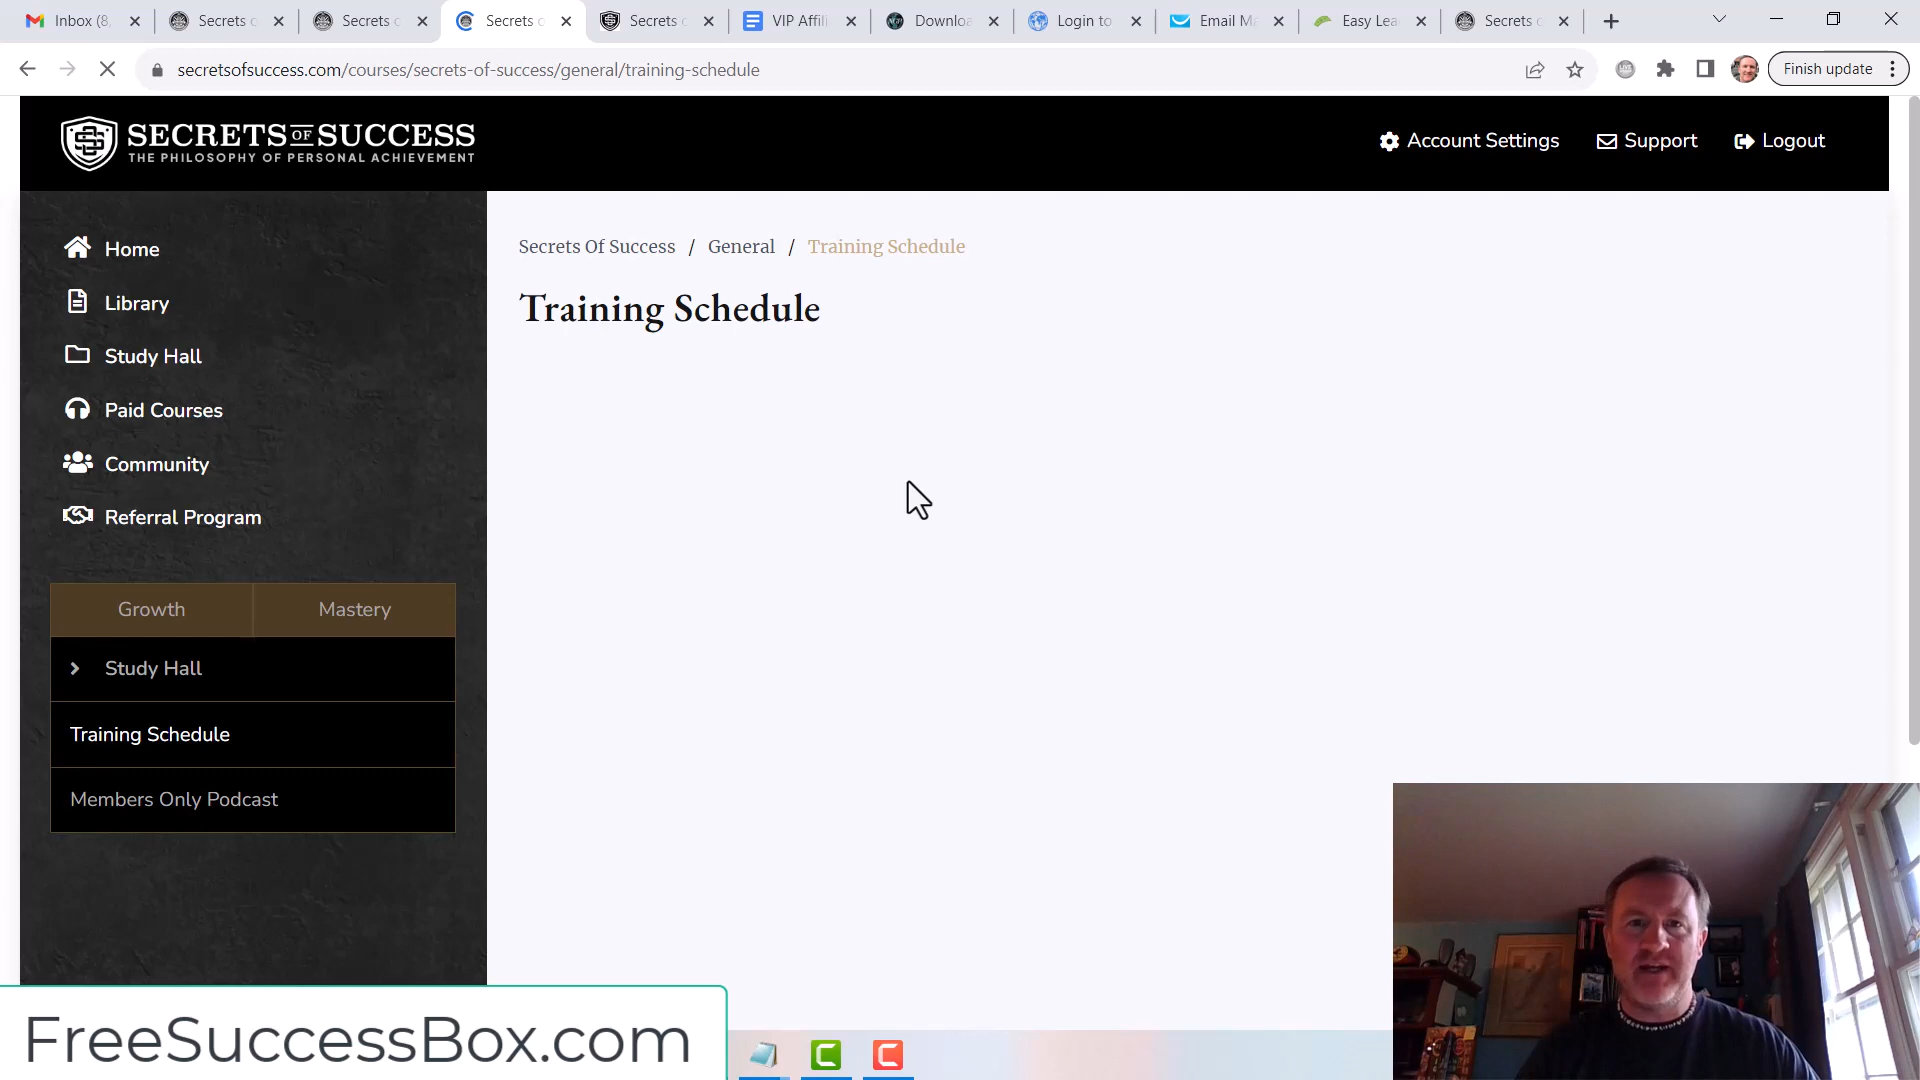 Inbox (8,
Secrets o
Secrets o
Secrets o
Secrets o
VIP Affili
Downloa
Login to
Email Ma
Easy Lea
Secrets o
secretsofsuccess.com/courses/secrets-of-success/general/training-schedule
Finish update
SECRETS OF SUCCESS
THE PHILOSOPHY OF PERSONAL ACHIEVEMENT
Account Settings
Support
Logout
Home
Library
Study Hall
Paid Courses
Community
Referral Program
Growth
Mastery
Study Hall
Training Schedule
Members Only Podcast
Secrets Of Success / General / Training Schedule
Training Schedule
FreeSuccessBox.com